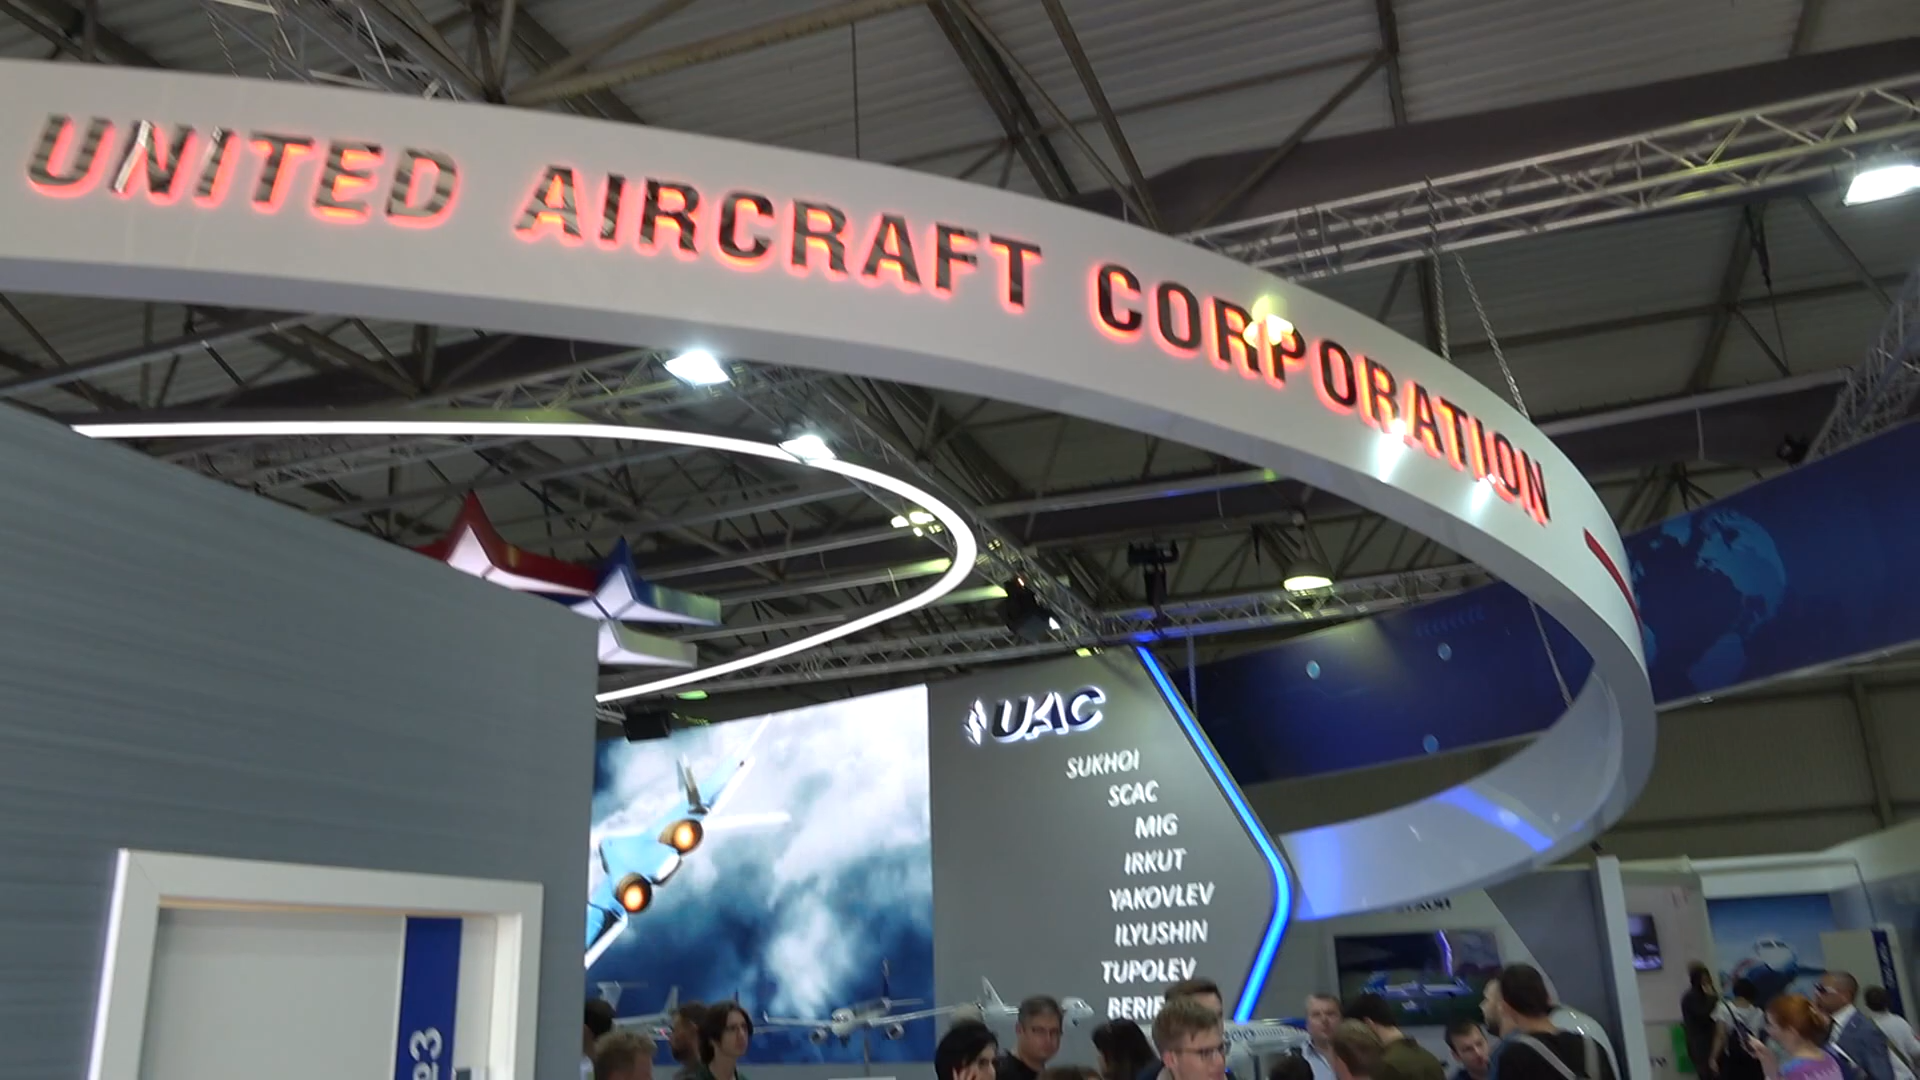 UNITED AIRCRAFT CORPORATION
UAC
SUKHOI
SCAC
MIG
IRKUT
YAKOVLEV
ILYUSHIN
TUPOLEV